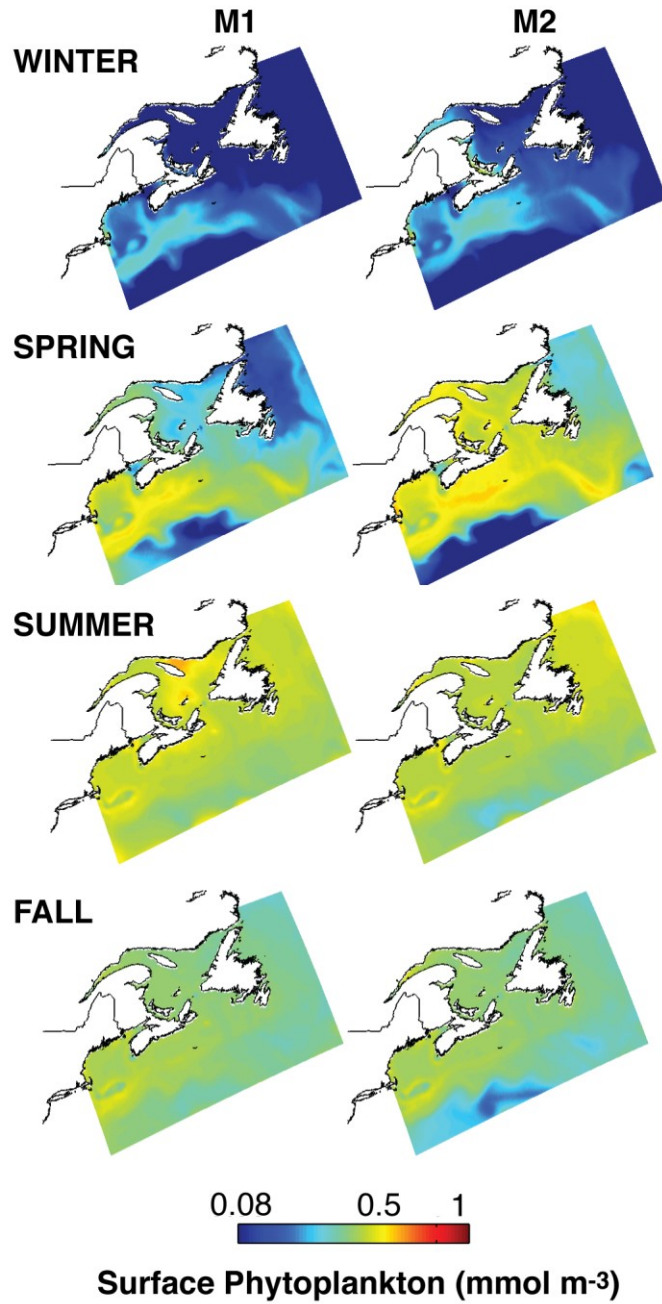 M1 M2
WINTER
SPRING
SUMMER
FALL
0.08 0.5 1
Surface Phytoplankton (mmol m-3)